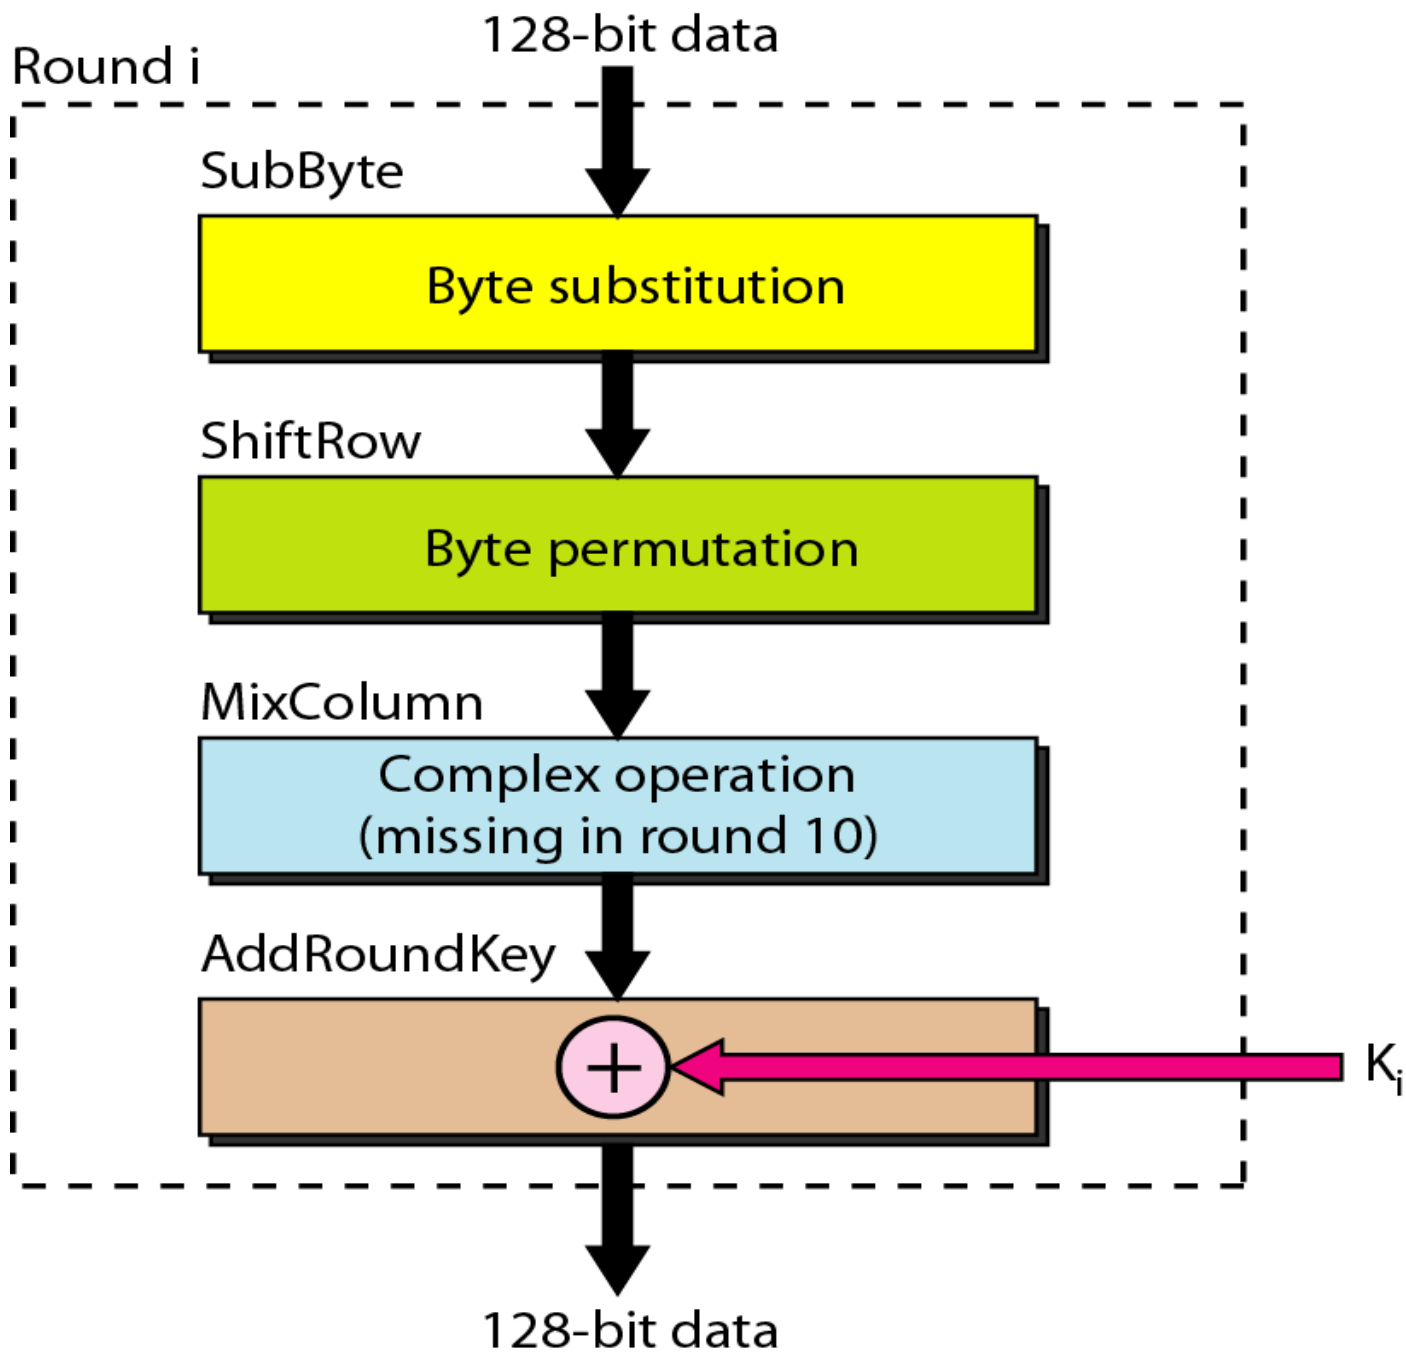 128-bit data
Round i
SubByte
Byte substitution
ShiftRow
Byte permutation
MixColumn
Complex operation
(missing in round 10)
AddRoundKey
+
Ki
128-bit data